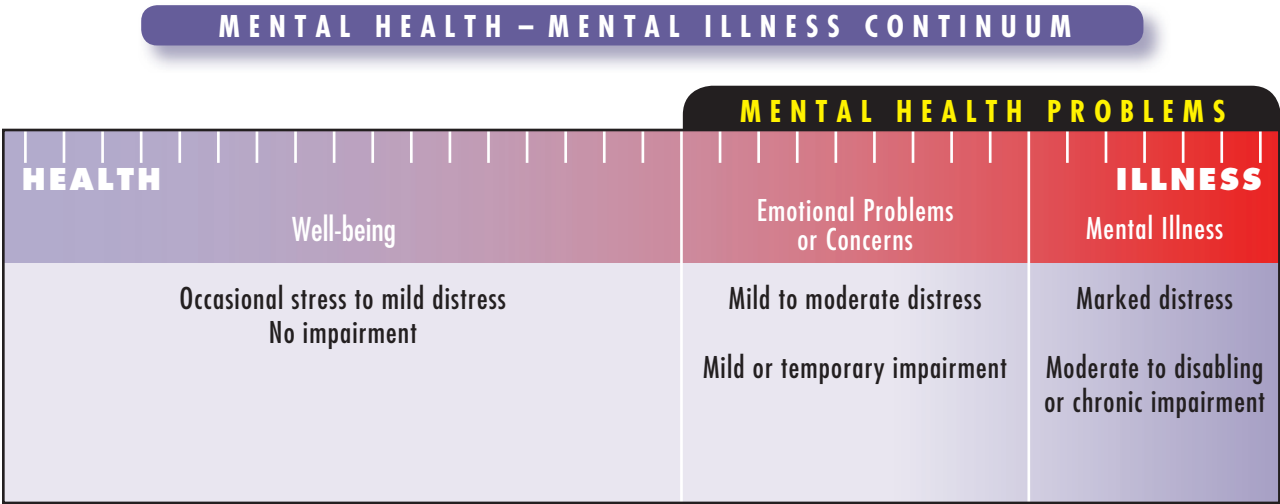 MENTAL HEALTH – MENTAL ILLNESS CONTINUUM
MENTAL HEALTH PROBLEMS
HEALTH
ILLNESS
Well-being
Emotional Problems
or Concerns
Mental Illness
Occasional stress to mild distress
No impairment
Mild to moderate distress
Mild or temporary impairment
Marked distress
Moderate to disabling
or chronic impairment